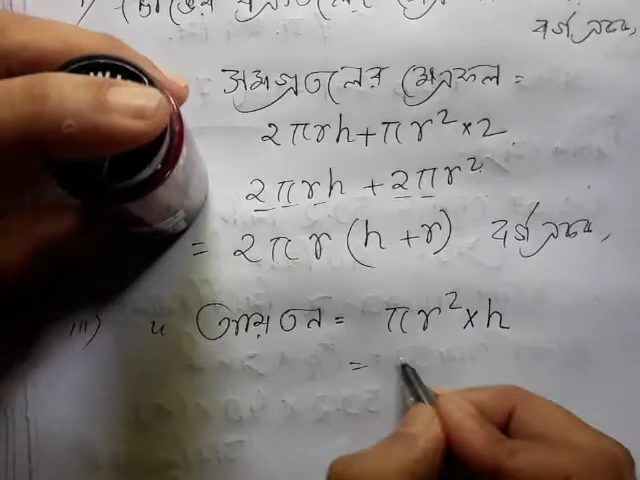 বর্গ একক,
সমগ্রতলের ক্ষেত্রফল =
2πrh + πr² × 2
2πrh + 2πr²
= 2πr (h + r) বর্গ একক,
iii) " আয়তন = πr² × h
=